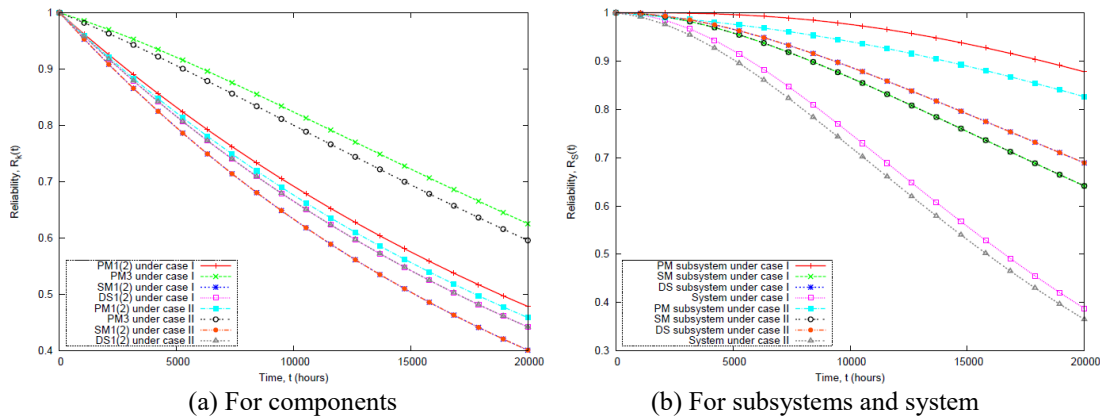 1
0.9
0.8
0.7
0.6
0.5
0.4
Reliability, R_k(t)
PM1(2) under case I
PM3 under case I
SM1(2) under case I
DS1(2) under case I
PM1(2) under case II
PM3 under case II
SM1(2) under case II
DS1(2) under case II
0 5000 10000 15000 20000
Time, t (hours)
(a) For components
1
0.9
0.8
0.7
0.6
0.5
0.4
0.3
Reliability, R_S(t)
PM subsystem under case I
SM subsystem under case I
DS subsystem under case I
System under case I
PM subsystem under case II
SM subsystem under case II
DS subsystem under case II
System under case II
0 5000 10000 15000 20000
Time, t (hours)
(b) For subsystems and system